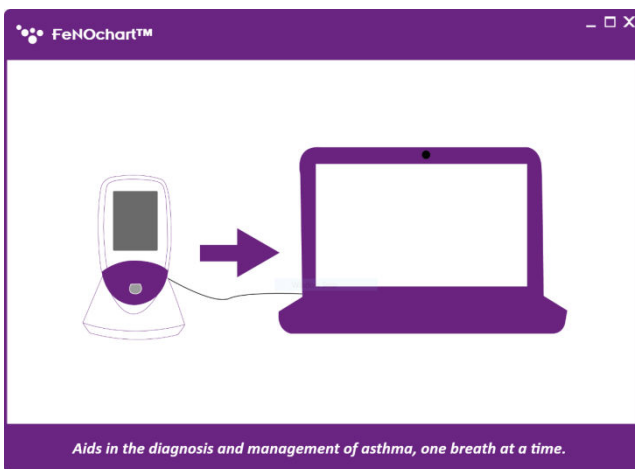 FeNOchart™
Aids in the diagnosis and management of asthma, one breath at a time.